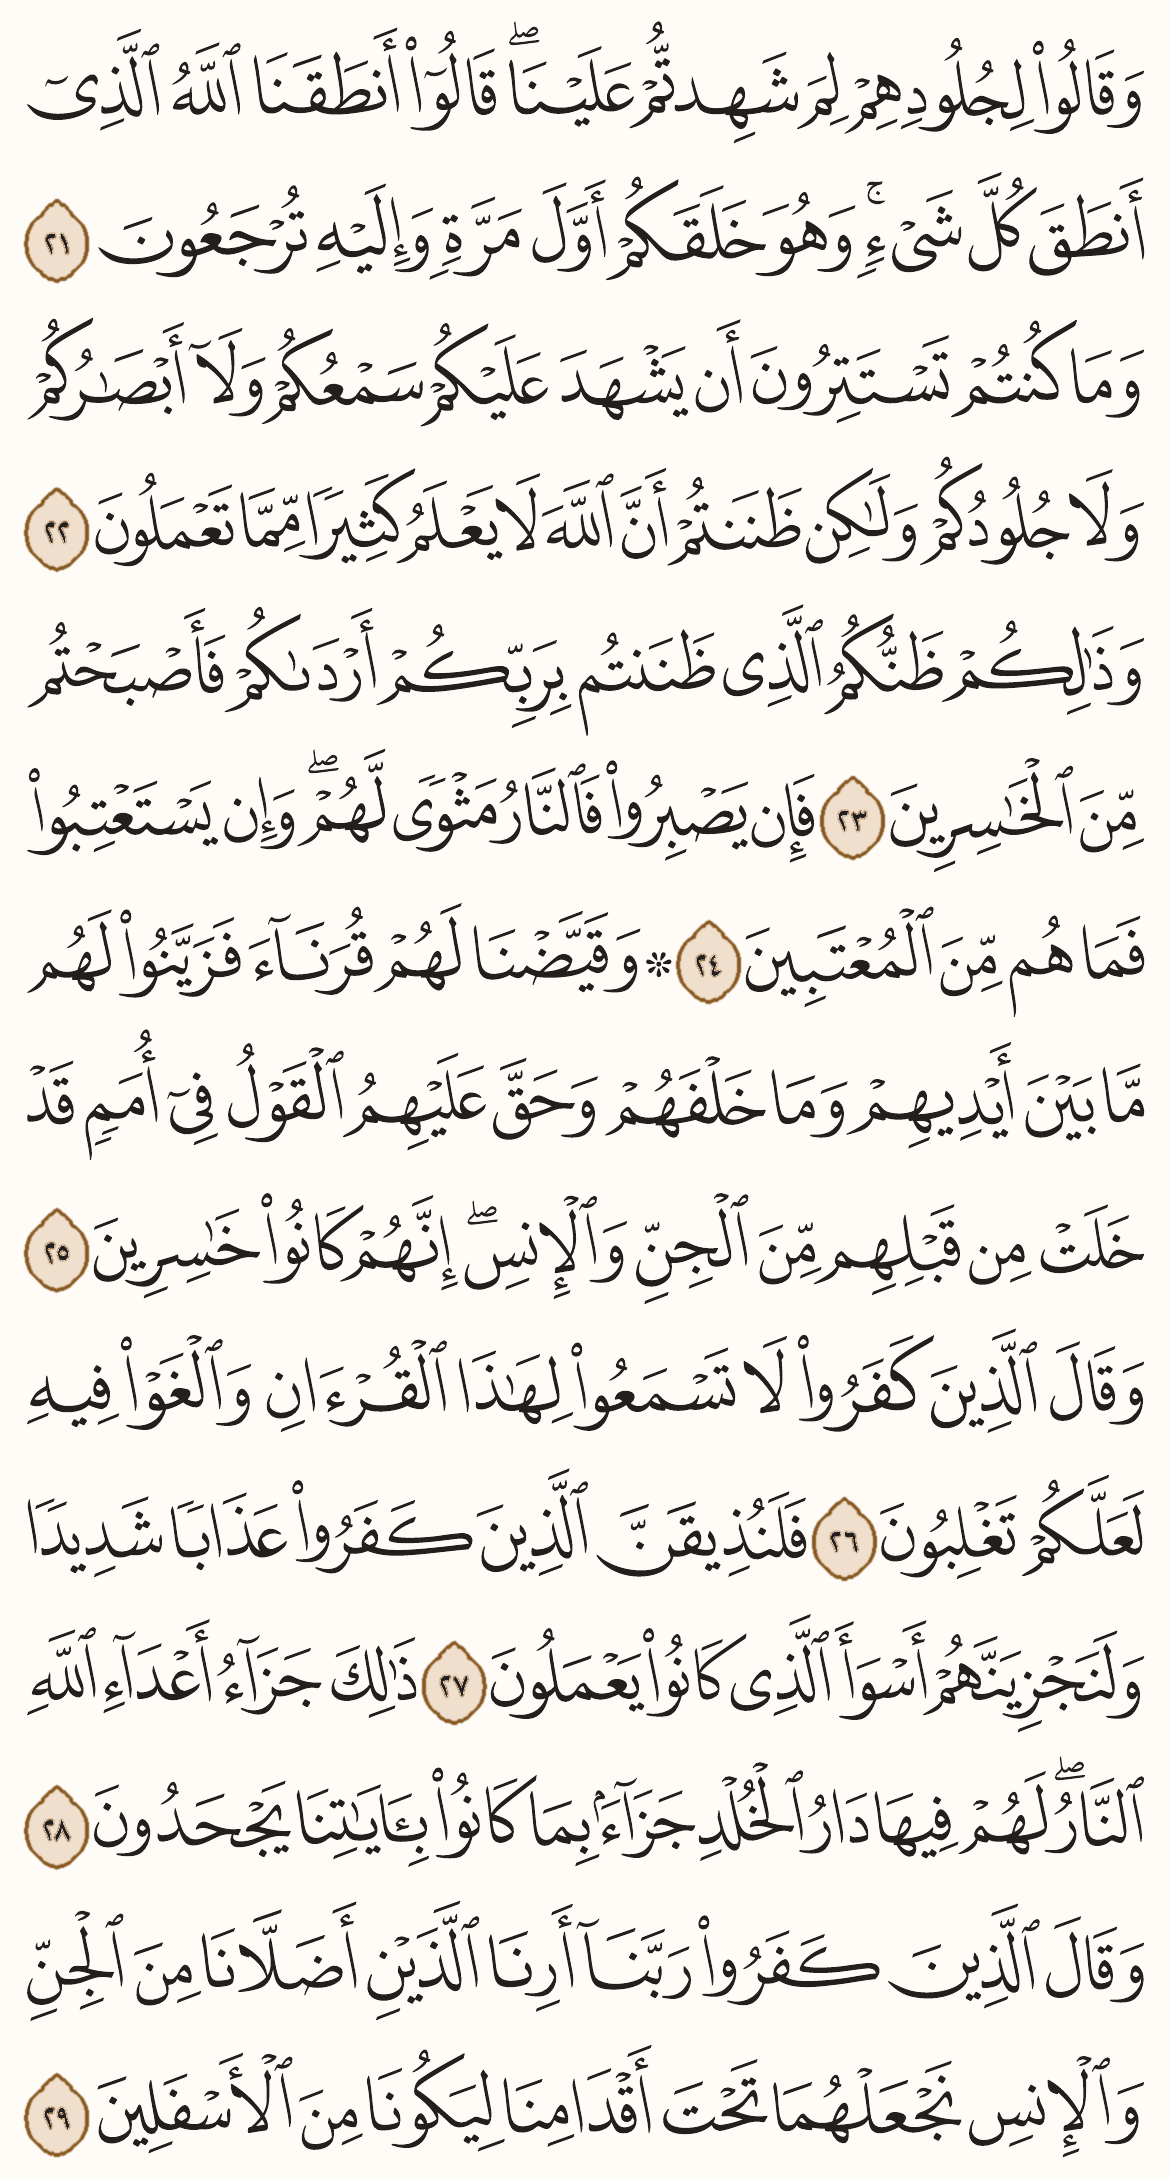 وَقَالُوا۟ لِجُلُودِهِمْ لِمَ شَهِدتُّمْ عَلَيْنَا ۖ قَالُوٓا۟ أَنطَقَنَا ٱللَّهُ ٱلَّذِىٓ
أَنطَقَ كُلَّ شَىْءٍ ۚ وَهُوَ خَلَقَكُمْ أَوَّلَ مَرَّةٍ وَإِلَيْهِ تُرْجَعُونَ ٢١
وَمَا كُنتُمْ تَسْتَتِرُونَ أَن يَشْهَدَ عَلَيْكُمْ سَمْعُكُمْ وَلَآ أَبْصَـٰرُكُمْ
وَلَا جُلُودُكُمْ وَلَـٰكِن ظَنَنتُمْ أَنَّ ٱللَّهَ لَا يَعْلَمُ كَثِيرًا مِّمَّا تَعْمَلُونَ ٢٢
وَذَٰلِكُمْ ظَنُّكُمُ ٱلَّذِى ظَنَنتُم بِرَبِّكُمْ أَرْدَىٰكُمْ فَأَصْبَحْتُم
مِّنَ ٱلْخَـٰسِرِينَ ٢٣ فَإِن يَصْبِرُوا۟ فَٱلنَّارُ مَثْوًى لَّهُمْ ۖ وَإِن يَسْتَعْتِبُوا۟
فَمَا هُم مِّنَ ٱلْمُعْتَبِينَ ٢٤ ۞ وَقَيَّضْنَا لَهُمْ قُرَنَآءَ فَزَيَّنُوا۟ لَهُم
مَّا بَيْنَ أَيْدِيهِمْ وَمَا خَلْفَهُمْ وَحَقَّ عَلَيْهِمُ ٱلْقَوْلُ فِىٓ أُمَمٍ قَدْ
خَلَتْ مِن قَبْلِهِم مِّنَ ٱلْجِنِّ وَٱلْإِنسِ ۖ إِنَّهُمْ كَانُوا۟ خَـٰسِرِينَ ٢٥
وَقَالَ ٱلَّذِينَ كَفَرُوا۟ لَا تَسْمَعُوا۟ لِهَـٰذَا ٱلْقُرْءَانِ وَٱلْغَوْا۟ فِيهِ
لَعَلَّكُمْ تَغْلِبُونَ ٢٦ فَلَنُذِيقَنَّ ٱلَّذِينَ كَفَرُوا۟ عَذَابًا شَدِيدًا
وَلَنَجْزِيَنَّهُمْ أَسْوَأَ ٱلَّذِى كَانُوا۟ يَعْمَلُونَ ٢٧ ذَٰلِكَ جَزَآءُ أَعْدَآءِ ٱللَّهِ
ٱلنَّارُ ۖ لَهُمْ فِيهَا دَارُ ٱلْخُلْدِ جَزَآءًۢ بِمَا كَانُوا۟ بِـَٔايَـٰتِنَا يَجْحَدُونَ ٢٨
وَقَالَ ٱلَّذِينَ كَفَرُوا۟ رَبَّنَآ أَرِنَا ٱلَّذَيْنِ أَضَلَّانَا مِنَ ٱلْجِنِّ
وَٱلْإِنسِ نَجْعَلْهُمَا تَحْتَ أَقْدَامِنَا لِيَكُونَا مِنَ ٱلْأَسْفَلِينَ ٢٩